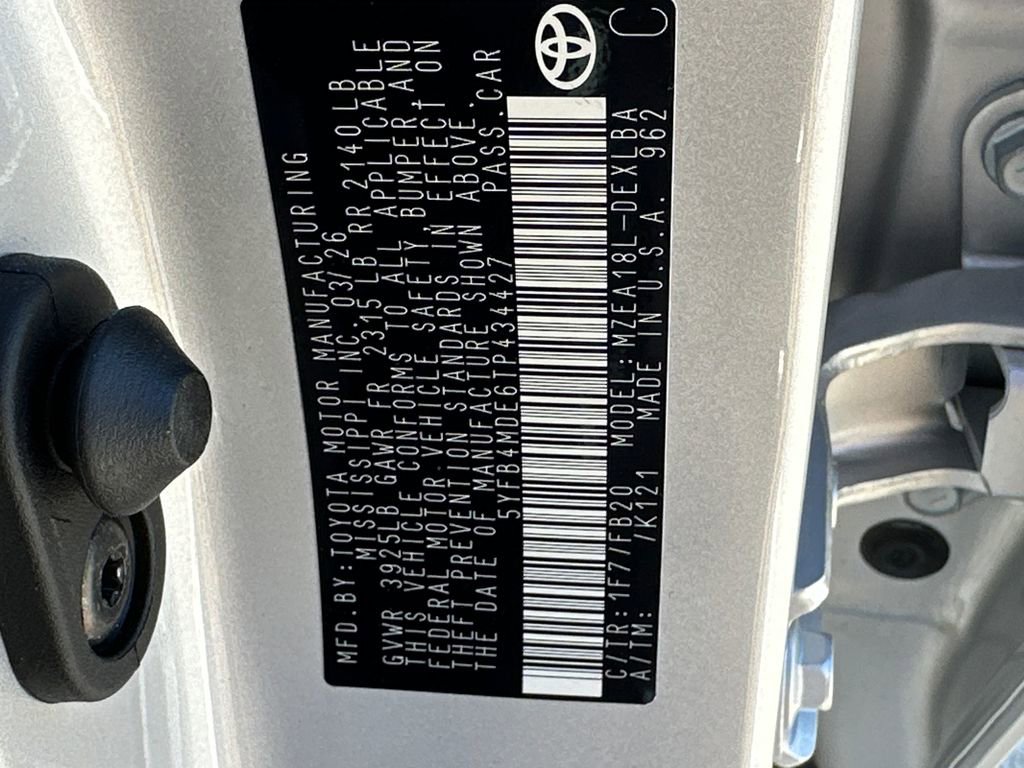 MFD.BY:TOYOTA MOTOR MANUFACTURING
MISSISSIPPI INC.03/26
GVWR 3925LB GAWR FR 2315 LB RR 2140LB
THIS VEHICLE CONFORMS TO ALL APPLICABLE
FEDERAL MOTOR VEHICLE SAFETY, BUMPER, AND
THEFT PREVENTION STANDARDS IN EFFECT ON
THE DATE OF MANUFACTURE SHOWN ABOVE.
5YFB4MDE6TP434427 PASS.CAR
C/TR:1F7/FB20 MODEL:MZEA18L-DEXLBA
A/TM: /K121 MADE IN U.S.A. 962
C